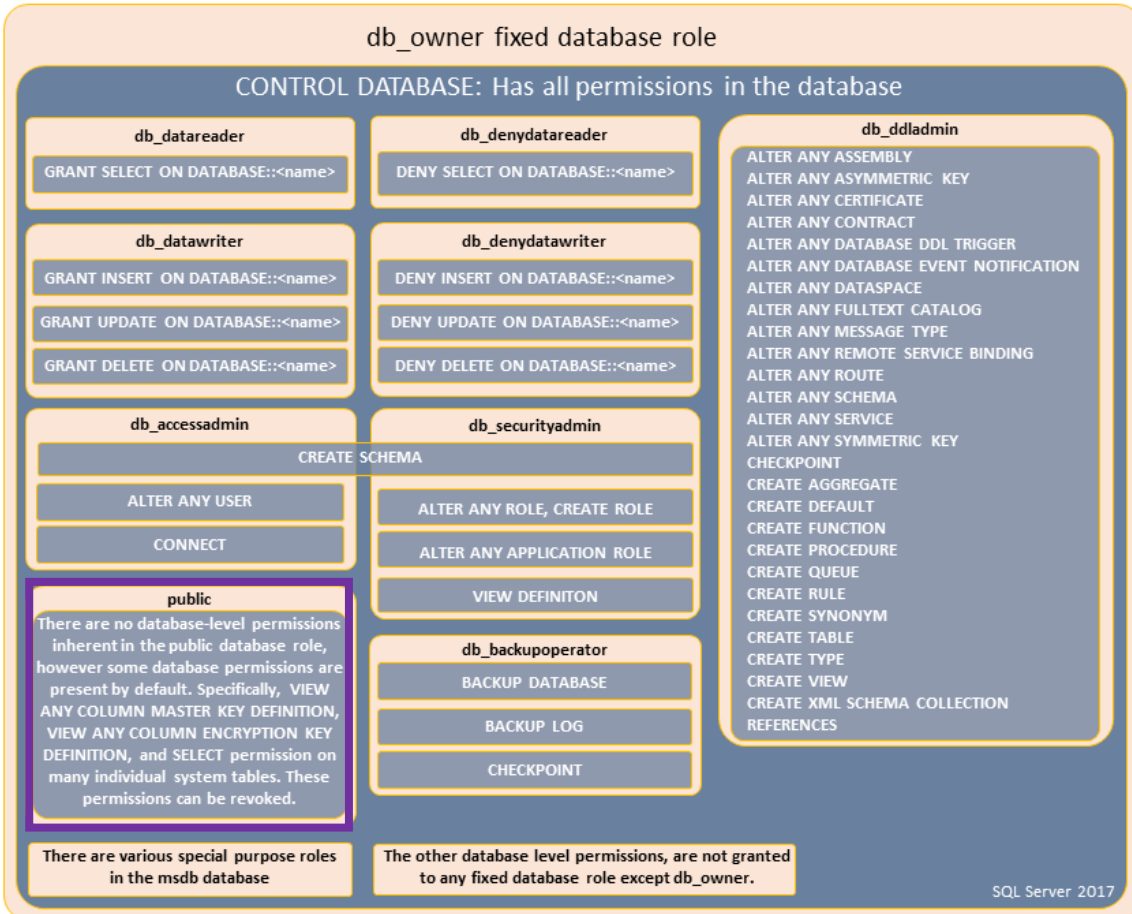 db_owner fixed database role
CONTROL DATABASE: Has all permissions in the database
db_datareader
GRANT SELECT ON DATABASE::<name>
db_denydatareader
DENY SELECT ON DATABASE::<name>
db_datawriter
GRANT INSERT ON DATABASE::<name>
GRANT UPDATE ON DATABASE::<name>
GRANT DELETE ON DATABASE::<name>
db_denydatawriter
DENY INSERT ON DATABASE::<name>
DENY UPDATE ON DATABASE::<name>
DENY DELETE ON DATABASE::<name>
db_accessadmin
db_securityadmin
CREATE SCHEMA
ALTER ANY USER
CONNECT
ALTER ANY ROLE, CREATE ROLE
ALTER ANY APPLICATION ROLE
VIEW DEFINITON
public
There are no database-level permissions
inherent in the public database role,
however some database permissions are
present by default. Specifically, VIEW
ANY COLUMN MASTER KEY DEFINITION,
VIEW ANY COLUMN ENCRYPTION KEY
DEFINITION, and SELECT permission on
many individual system tables. These
permissions can be revoked.
db_backupoperator
BACKUP DATABASE
BACKUP LOG
CHECKPOINT
db_ddladmin
ALTER ANY ASSEMBLY
ALTER ANY ASYMMETRIC KEY
ALTER ANY CERTIFICATE
ALTER ANY CONTRACT
ALTER ANY DATABASE DDL TRIGGER
ALTER ANY DATABASE EVENT NOTIFICATION
ALTER ANY DATASPACE
ALTER ANY FULLTEXT CATALOG
ALTER ANY MESSAGE TYPE
ALTER ANY REMOTE SERVICE BINDING
ALTER ANY ROUTE
ALTER ANY SCHEMA
ALTER ANY SERVICE
ALTER ANY SYMMETRIC KEY
CHECKPOINT
CREATE AGGREGATE
CREATE DEFAULT
CREATE FUNCTION
CREATE PROCEDURE
CREATE QUEUE
CREATE RULE
CREATE SYNONYM
CREATE TABLE
CREATE TYPE
CREATE VIEW
CREATE XML SCHEMA COLLECTION
REFERENCES
There are various special purpose roles
in the msdb database
The other database level permissions, are not granted
to any fixed database role except db_owner.
SQL Server 2017